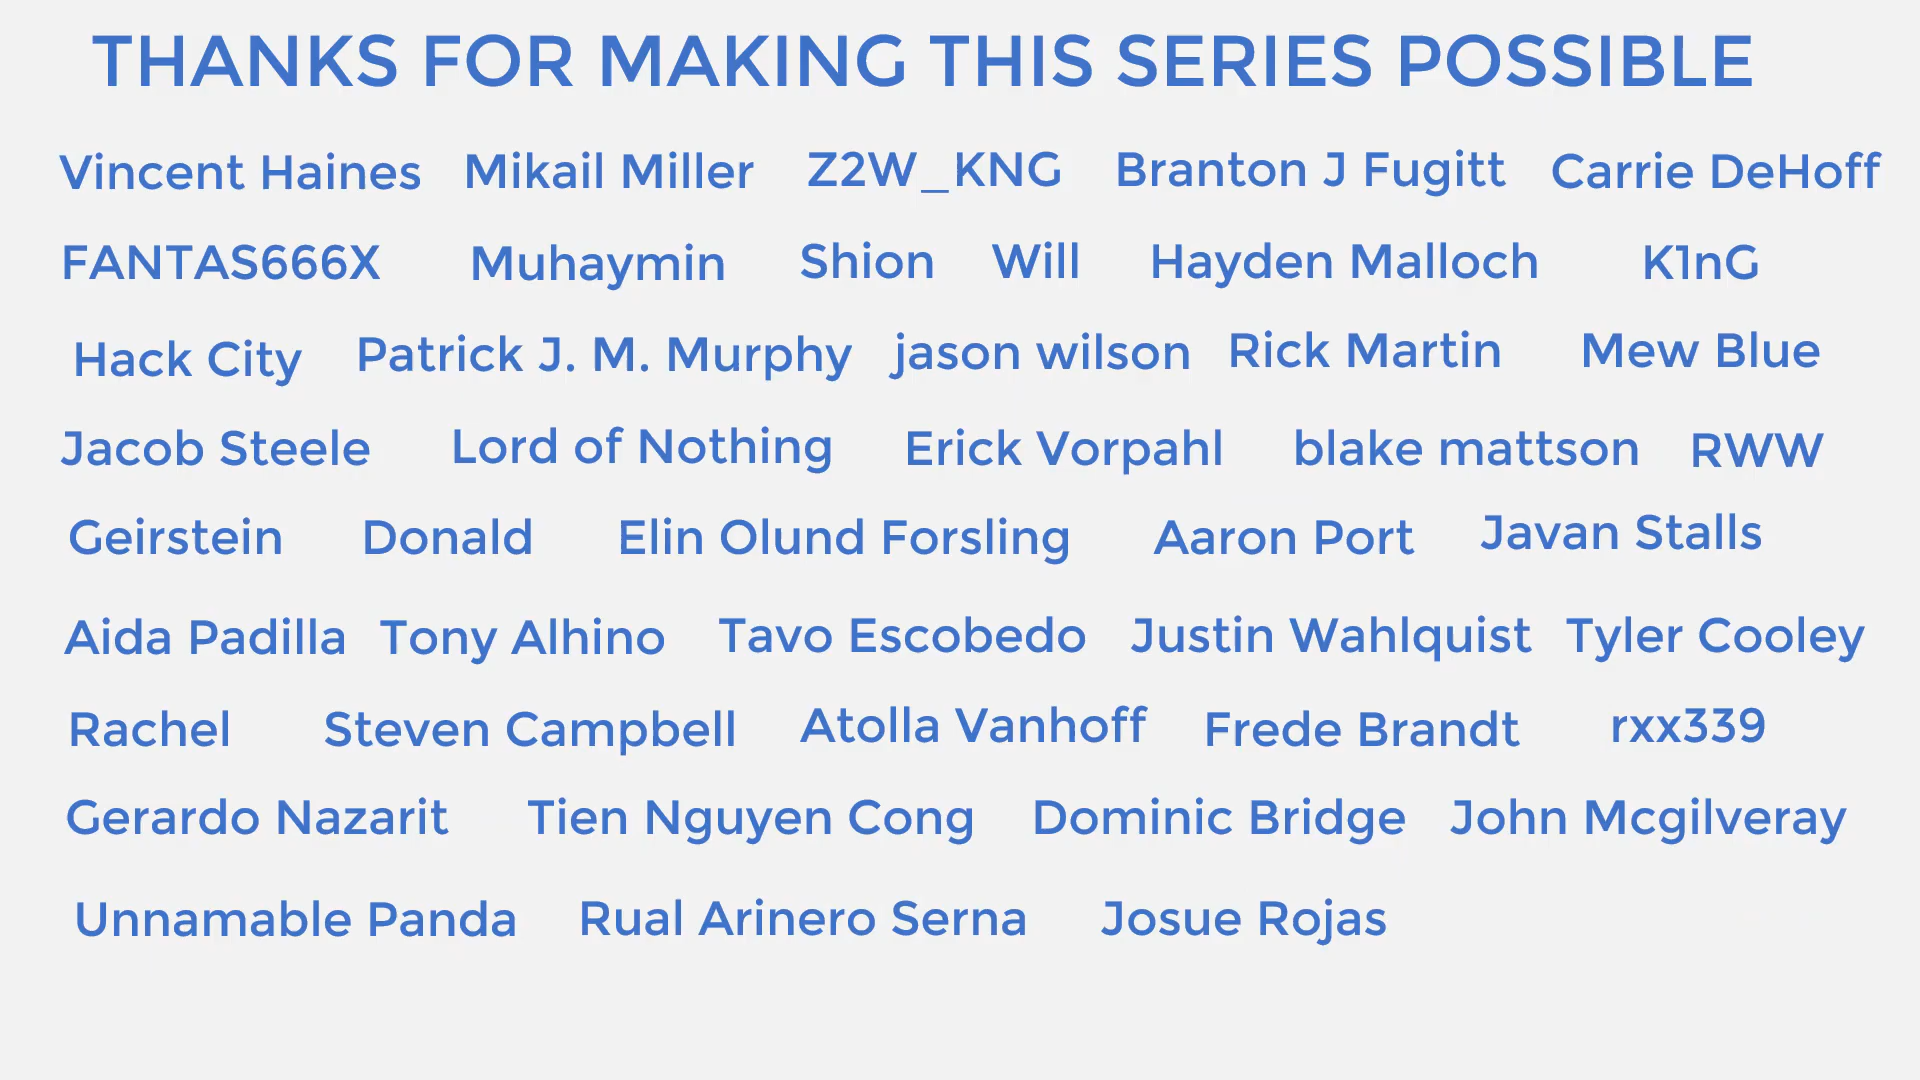 THANKS FOR MAKING THIS SERIES POSSIBLE
Vincent Haines Mikail Miller Z2W_KNG Branton J Fugitt Carrie DeHoff
FANTAS666X Muhaymin Shion Will Hayden Malloch K1nG
Hack City Patrick J. M. Murphy jason wilson Rick Martin Mew Blue
Jacob Steele Lord of Nothing Erick Vorpahl blake mattson RWW
Geirstein Donald Elin Olund Forsling Aaron Port Javan Stalls
Aida Padilla Tony Alhino Tavo Escobedo Justin Wahlquist Tyler Cooley
Rachel Steven Campbell Atolla Vanhoff Frede Brandt rxx339
Gerardo Nazarit Tien Nguyen Cong Dominic Bridge John Mcgilveray
Unnamable Panda Rual Arinero Serna Josue Rojas